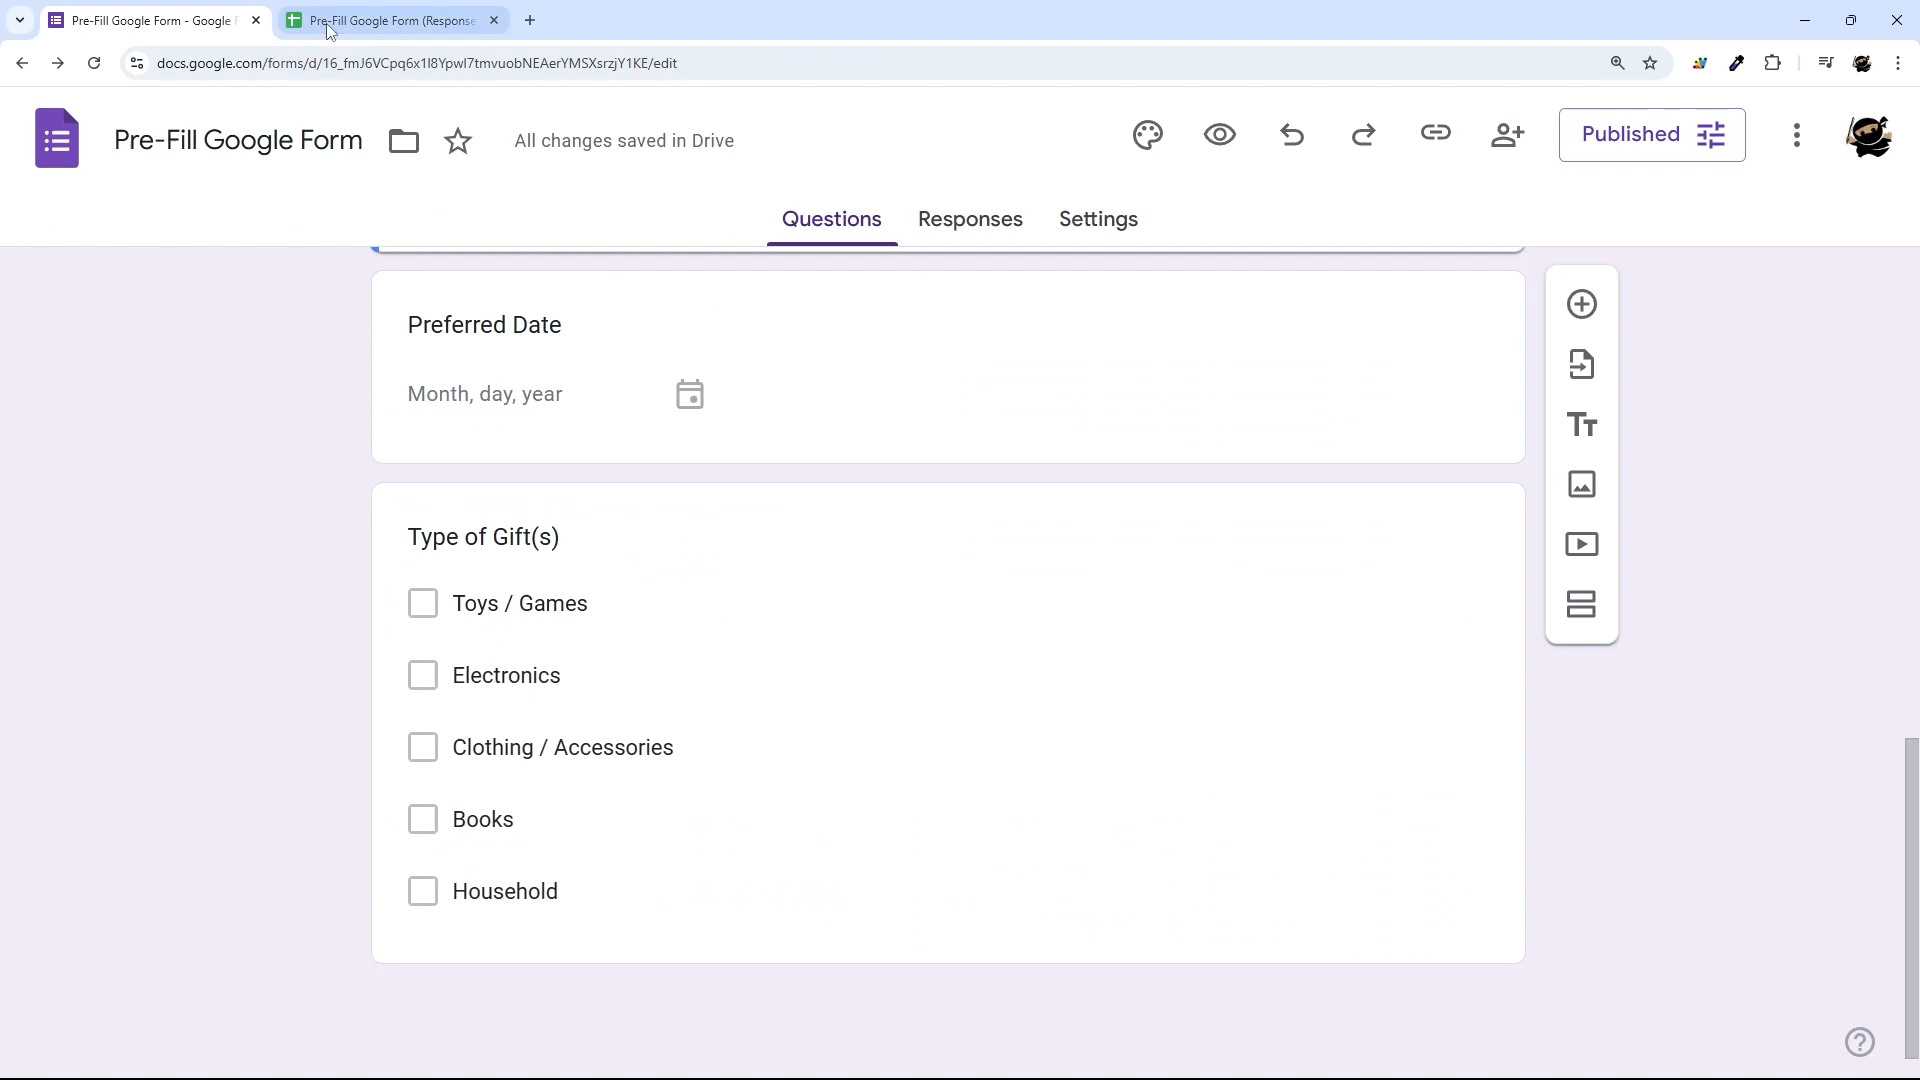 Pre-Fill Google Form - Google F
Pre-Fill Google Form (Response
docs.google.com/forms/d/16_fmJ6VCpq6x1I8YpwI7tmvuobNEAerYMSXsrzjY1KE/edit
Pre-Fill Google Form
All changes saved in Drive
Published
Questions
Responses
Settings
Preferred Date
Month, day, year
Type of Gift(s)
Toys / Games
Electronics
Clothing / Accessories
Books
Household